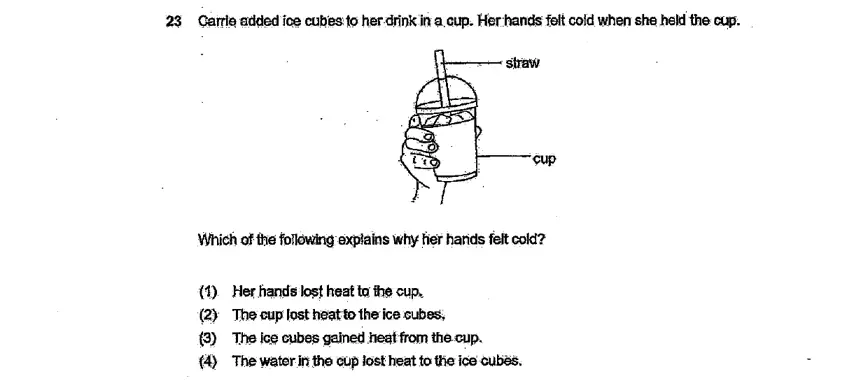 23 Carrie added ice cubes to her drink in a cup. Her hands felt cold when she held the cup.
straw
cup
Which of the following explains why her hands felt cold?
(1) Her hands lost heat to the cup.
(2) The cup lost heat to the ice cubes.
(3) The ice cubes gained heat from the cup.
(4) The water in the cup lost heat to the ice cubes.